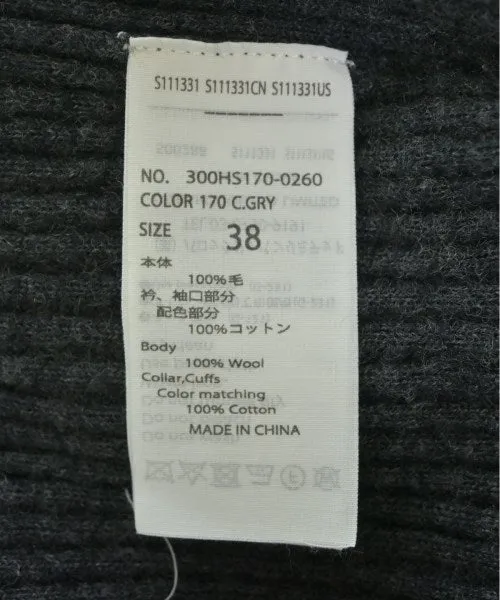 S111331 S111331CN S111331US
NO. 300HS170-0260
COLOR 170 C.GRY
SIZE 38
本体
100%毛
衿、袖口部分
配色部分
100%コットン
Body
100% Wool
Collar,Cuffs
Color matching
100% Cotton
MADE IN CHINA